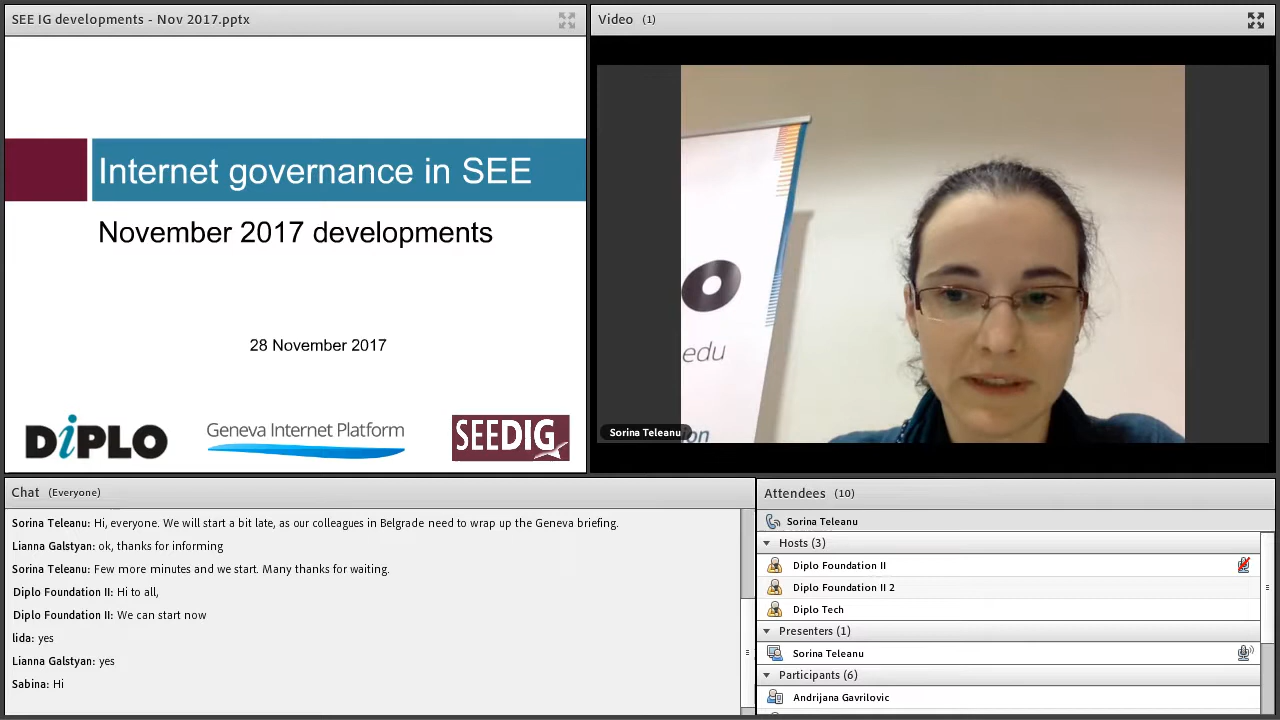 SEE IG developments - Nov 2017.pptx
Internet governance in SEE
November 2017 developments
28 November 2017
DiPLO
Geneva Internet Platform
SEEDIG
Video (1)
O
edu
on
Sorina Teleanu
Chat (Everyone)
Sorina Teleanu: Hi, everyone. We will start a bit late, as our colleagues in Belgrade need to wrap up the Geneva briefing.
Lianna Galstyan: ok, thanks for informing
Sorina Teleanu: Few more minutes and we start. Many thanks for waiting.
Diplo Foundation II: Hi to all,
Diplo Foundation II: We can start now
lida: yes
Lianna Galstyan: yes
Sabina: Hi
Attendees (10)
Sorina Teleanu
Hosts (3)
Diplo Foundation II
Diplo Foundation II 2
Diplo Tech
Presenters (1)
Sorina Teleanu
Participants (6)
Andrijana Gavrilovic